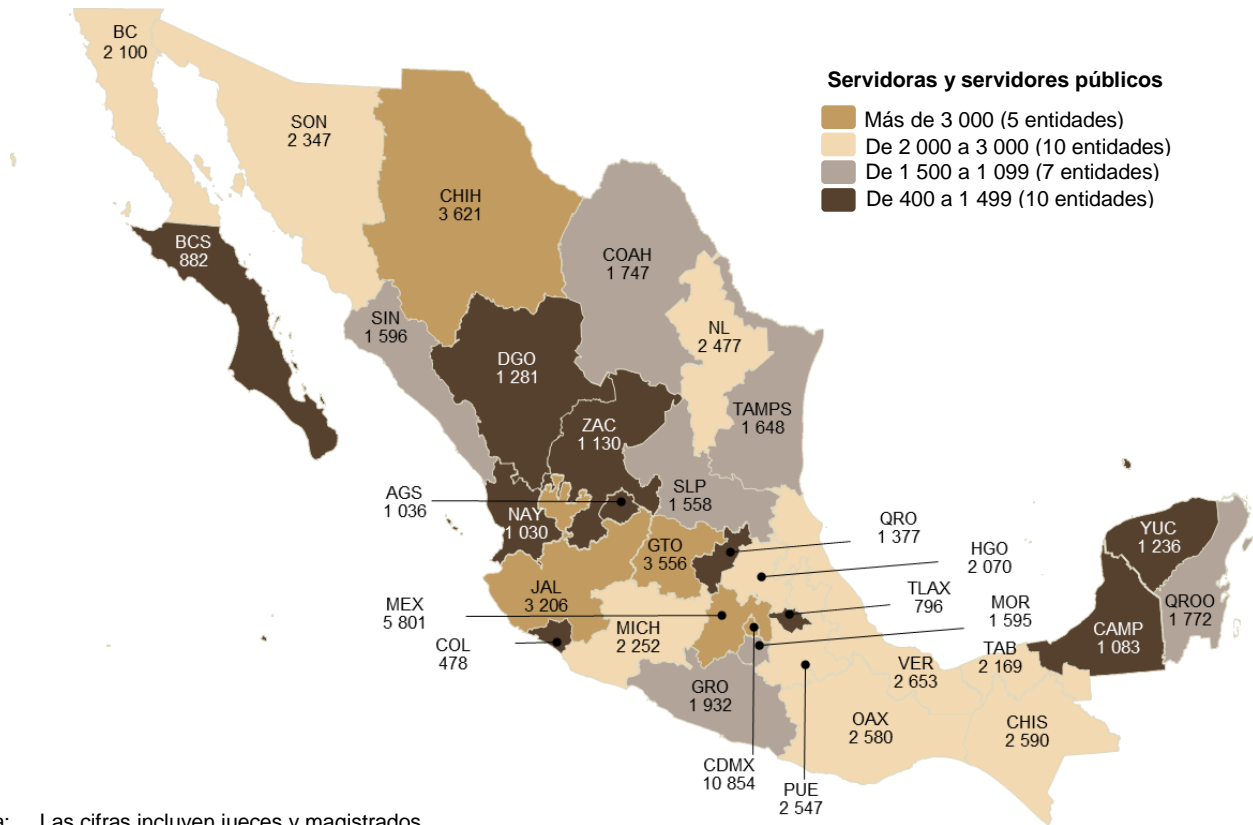 BC
2 100
SON
2 347
CHIH
3 621
BCS
882
COAH
1 747
SIN
1 596
NL
2 477
DGO
1 281
TAMPS
1 648
ZAC
1 130
SLP
1 558
AGS
1 036
NAY
1 030
GTO
3 556
QRO
1 377
HGO
2 070
YUC
1 236
JAL
3 206
TLAX
796
MOR
1 595
QROO
1 772
MEX
5 801
MICH
2 252
CAMP
1 083
COL
478
TAB
2 169
VER
2 653
GRO
1 932
OAX
2 580
CHIS
2 590
CDMX
10 854
PUE
2 547
Servidoras y servidores públicos
Más de 3 000 (5 entidades)
De 2 000 a 3 000 (10 entidades)
De 1 500 a 1 099 (7 entidades)
De 400 a 1 499 (10 entidades)
Las cifras incluyen jueces y magistrados